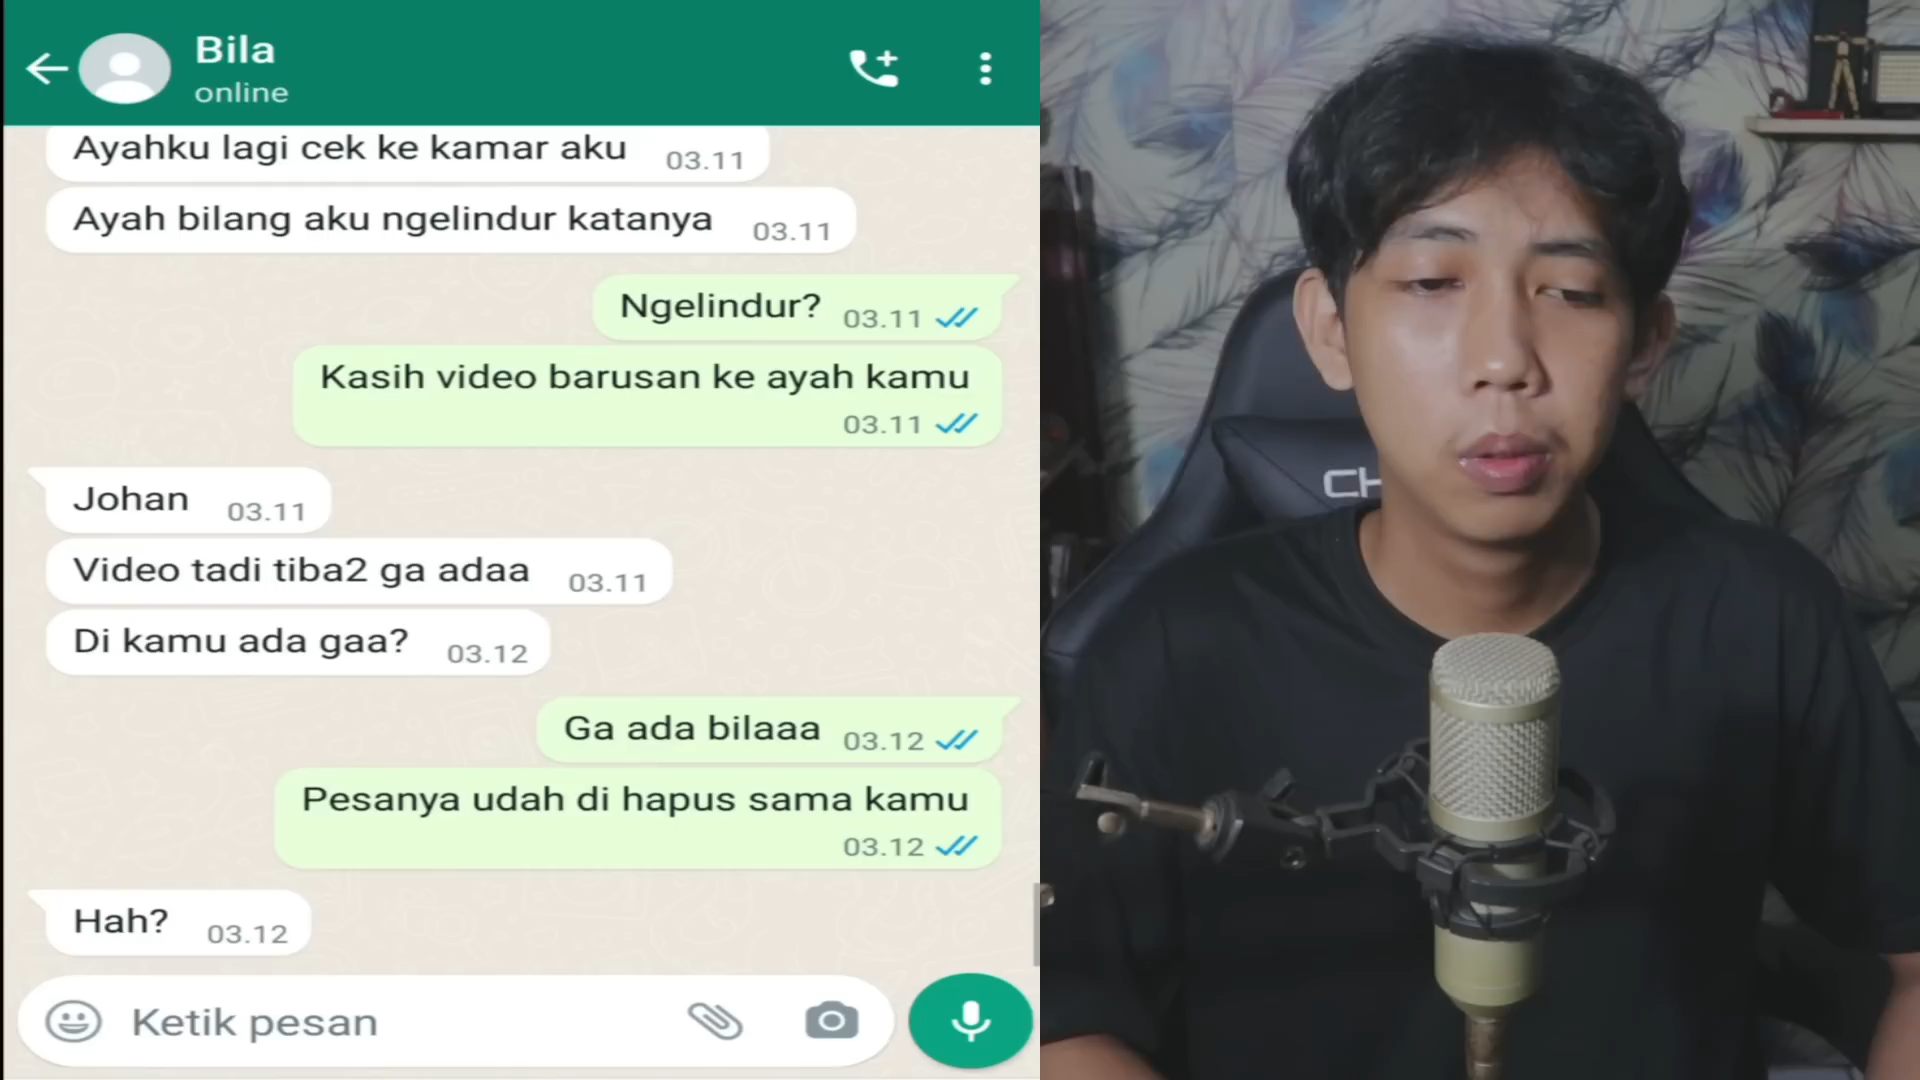 Bila
online
Ayahku lagi cek ke kamar aku 03.11
Ayah bilang aku ngelindur katanya 03.11
Ngelindur? 03.11
Kasih video barusan ke ayah kamu
03.11
Johan 03.11
Video tadi tiba2 ga adaa 03.11
Di kamu ada gaa? 03.12
Ga ada bilaaa 03.12
Pesanya udah di hapus sama kamu
03.12
Hah? 03.12
Ketik pesan